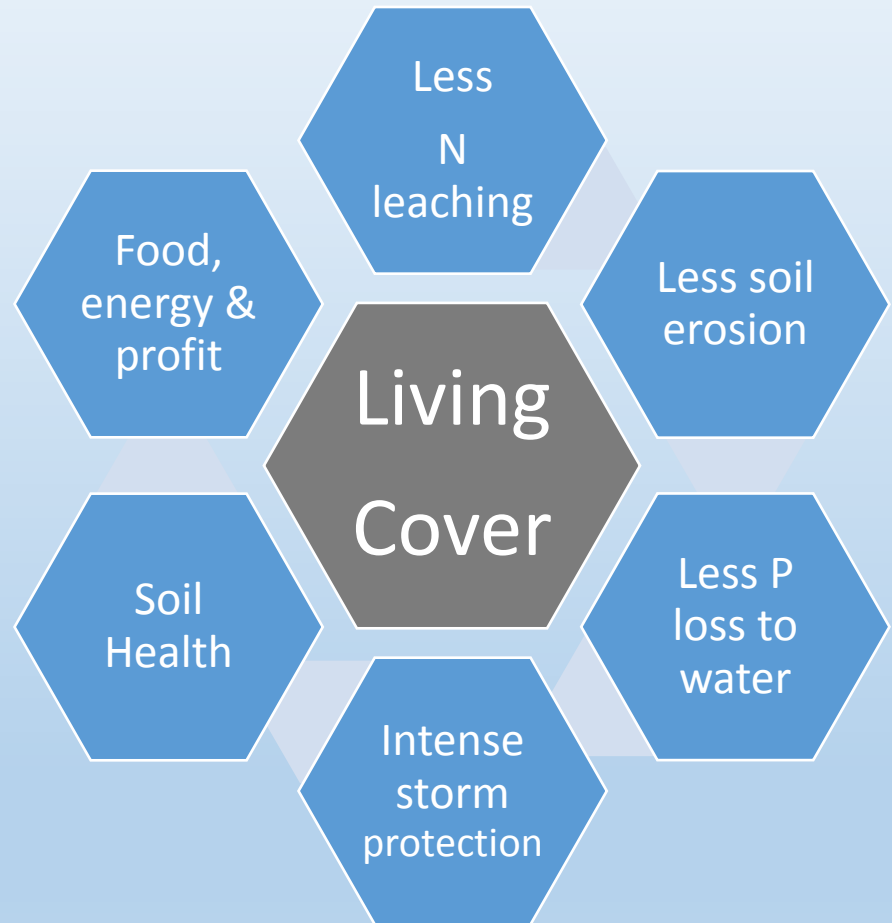 Less
N
leaching
Less soil
erosion
Less P
loss to
water
Intense
storm
protection
Soil
Health
Food,
energy &
profit
Living
Cover